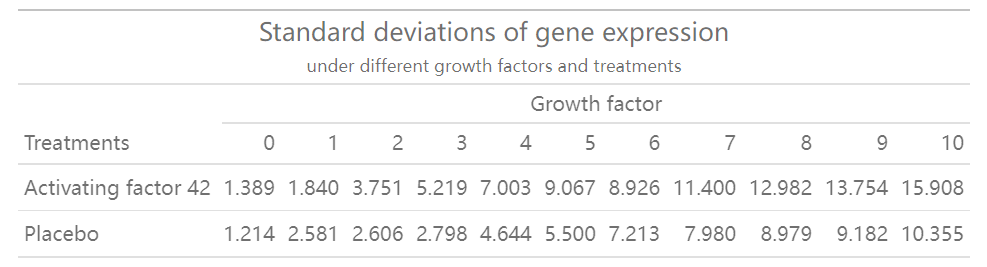 Standard deviations of gene expression
under different growth factors and treatments
Growth factor
Treatments 0 1 2 3 4 5 6 7 8 9 10
Activating factor 42 1.389 1.840 3.751 5.219 7.003 9.067 8.926 11.400 12.982 13.754 15.908
Placebo 1.214 2.581 2.606 2.798 4.644 5.500 7.213 7.980 8.979 9.182 10.355